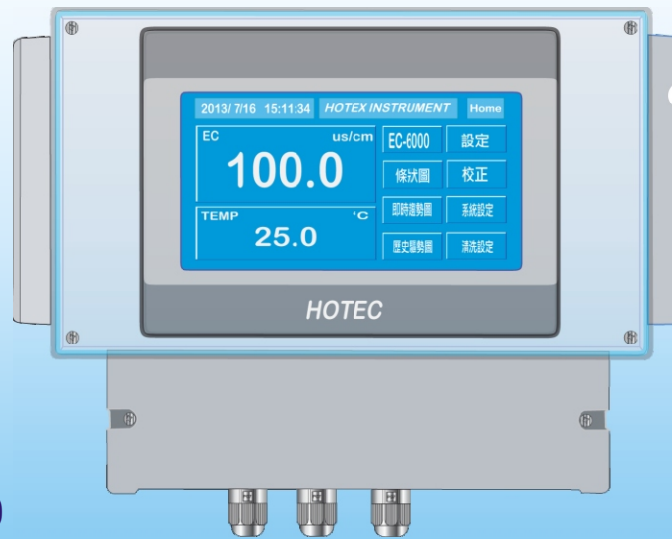 2013/ 7/16 15:11:34 HOTEX INSTRUMENT Home
EC us/cm
100.0
TEMP °C
25.0
EC-6000 設定
條狀圖 校正
即時趨勢圖 系統設定
歷史趨勢圖 清洗設定
HOTEC